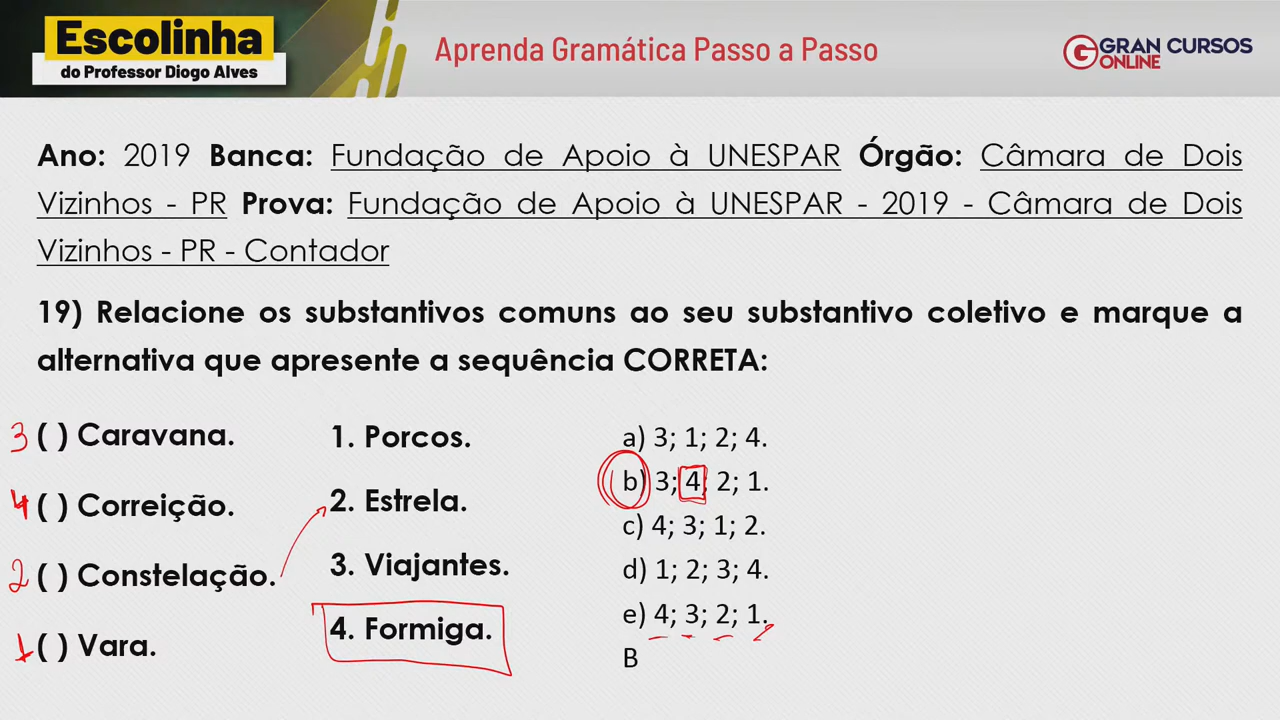 Escolinha
do Professor Diogo Alves
Aprenda Gramática Passo a Passo
GRAN CURSOS
ONLINE
Ano: 2019 Banca: Fundação de Apoio à UNESPAR Órgão: Câmara de Dois
Vizinhos - PR Prova: Fundação de Apoio à UNESPAR - 2019 - Câmara de Dois
Vizinhos - PR - Contador
19) Relacione os substantivos comuns ao seu substantivo coletivo e marque a
alternativa que apresente a sequência CORRETA:
3 ( ) Caravana.
4 ( ) Correição.
2 ( ) Constelação.
1 ( ) Vara.
1. Porcos.
2. Estrela.
3. Viajantes.
4. Formiga.
a) 3; 1; 2; 4.
b) 3; 4; 2; 1.
c) 4; 3; 1; 2.
d) 1; 2; 3; 4.
e) 4; 3; 2; 1.
B